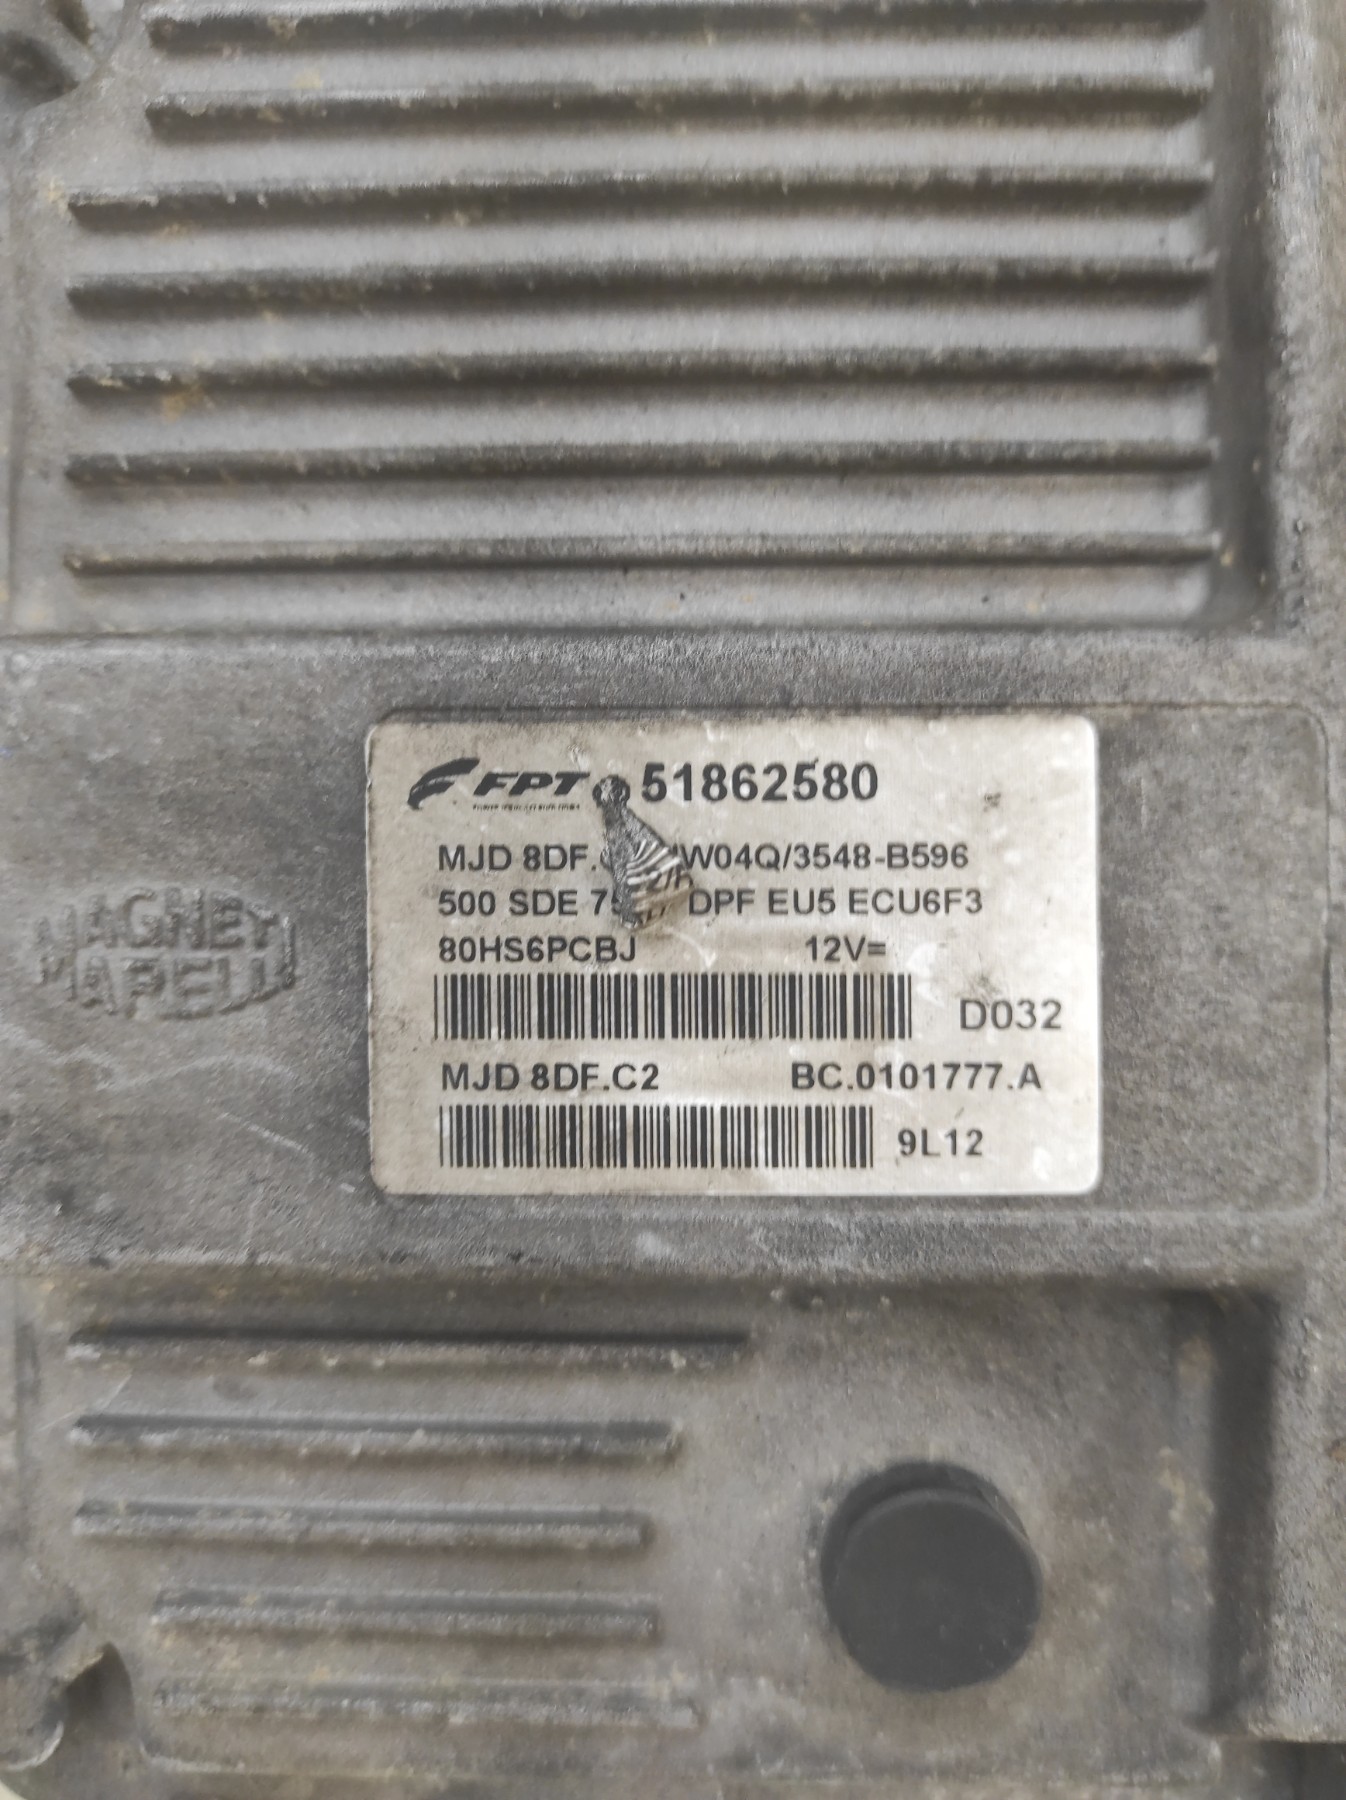 FPT 51862580
MJD 8DF. W04Q/3548-B596
500 SDE DPF EU5 ECU6F3
80HS6PCBJ 12V=
D032
MJD 8DF.C2 BC.0101777.A
9L12
MAGNETI
MARELLI